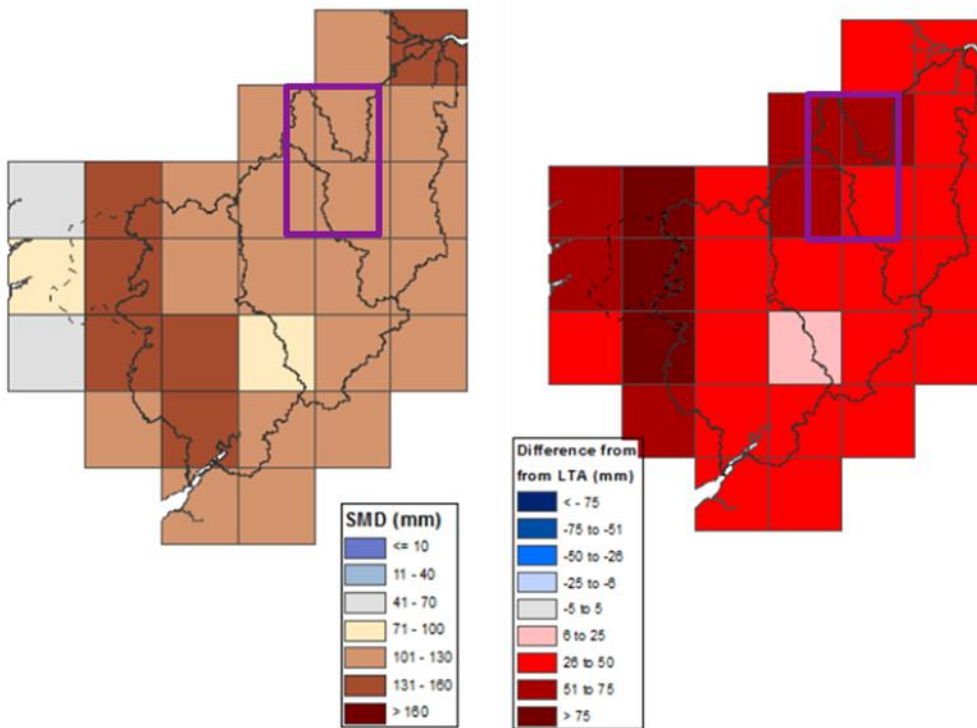 SMD (mm)
<= 10
11 - 40
41 - 70
71 - 100
101 - 130
131 - 160
> 160
Difference from
from LTA (mm)
< - 75
-75 to -51
-50 to -26
-25 to -6
-5 to 5
6 to 25
26 to 50
51 to 75
> 75